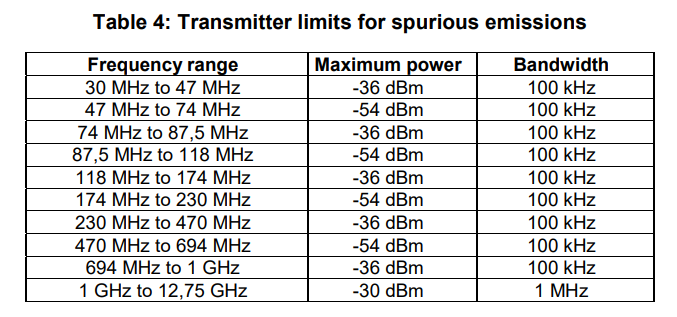 Table 4: Transmitter limits for spurious emissions
Frequency range Maximum power Bandwidth
30 MHz to 47 MHz -36 dBm 100 kHz
47 MHz to 74 MHz -54 dBm 100 kHz
74 MHz to 87,5 MHz -36 dBm 100 kHz
87,5 MHz to 118 MHz -54 dBm 100 kHz
118 MHz to 174 MHz -36 dBm 100 kHz
174 MHz to 230 MHz -54 dBm 100 kHz
230 MHz to 470 MHz -36 dBm 100 kHz
470 MHz to 694 MHz -54 dBm 100 kHz
694 MHz to 1 GHz -36 dBm 100 kHz
1 GHz to 12,75 GHz -30 dBm 1 MHz